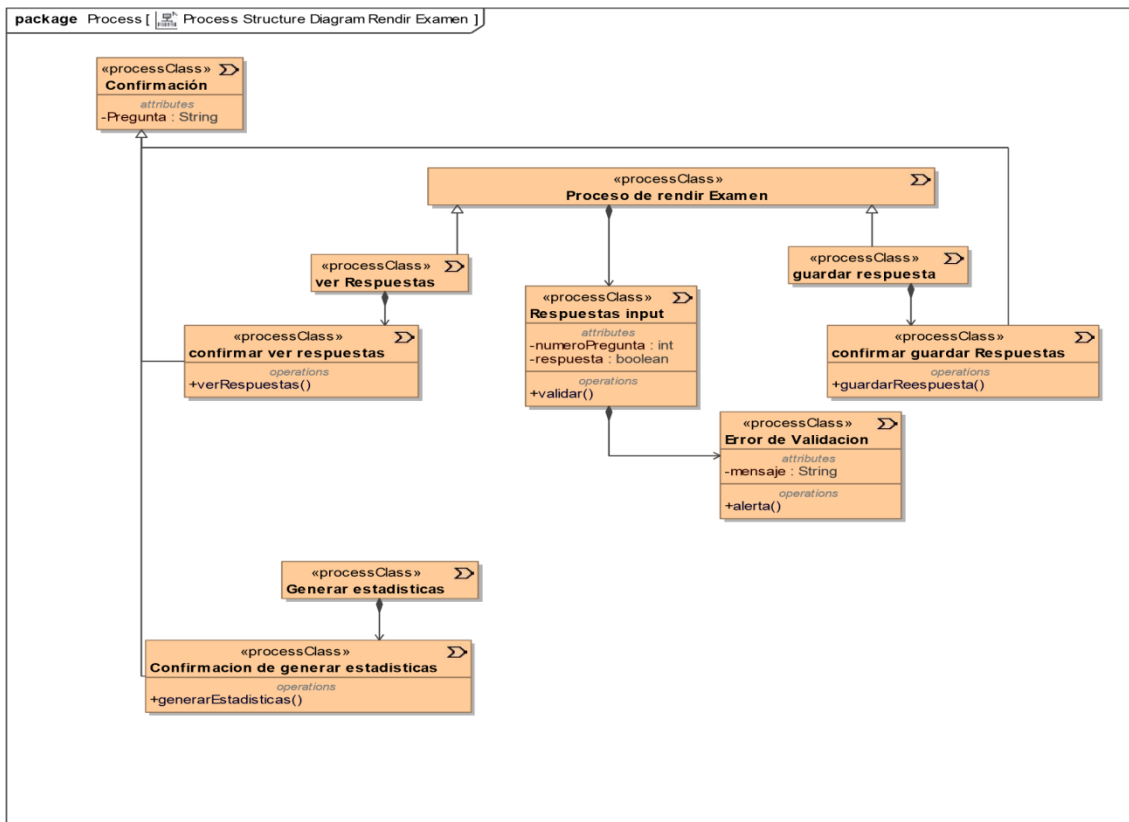 package Process [ Process Structure Diagram Rendir Examen ]
«processClass»
Confirmación
attributes
-Pregunta : String
«processClass»
Proceso de rendir Examen
«processClass»
ver Respuestas
«processClass»
guardar respuesta
«processClass»
Respuestas input
attributes
-numeroPregunta : int
-respuesta : boolean
operations
+validar()
«processClass»
confirmar ver respuestas
operations
+verRespuestas()
«processClass»
confirmar guardar Respuestas
operations
+guardarReespuesta()
«processClass»
Error de Validacion
attributes
-mensaje : String
operations
+alerta()
«processClass»
Generar estadisticas
«processClass»
Confirmacion de generar estadisticas
operations
+generarEstadisticas()